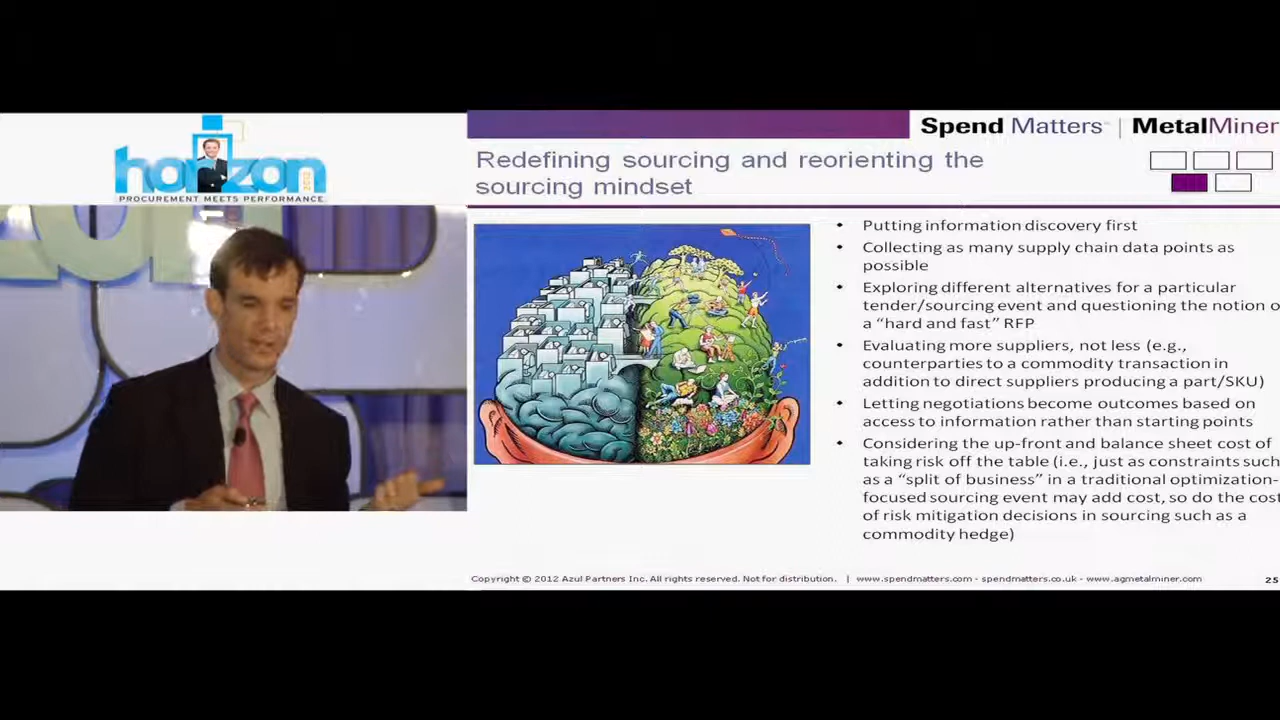 horizon
PROCUREMENT MEETS PERFORMANCE.
Spend Matters | MetalMiner
Redefining sourcing and reorienting the
sourcing mindset
• Putting information discovery first
• Collecting as many supply chain data points as
possible
• Exploring different alternatives for a particular
tender/sourcing event and questioning the notion o
a “hard and fast” RFP
• Evaluating more suppliers, not less (e.g.,
counterparties to a commodity transaction in
addition to direct suppliers producing a part/SKU)
• Letting negotiations become outcomes based on
access to information rather than starting points
• Considering the up-front and balance sheet cost of
taking risk off the table (i.e., just as constraints such
as a “split of business” in a traditional optimization-
focused sourcing event may add cost, so do the cost
of risk mitigation decisions in sourcing such as a
commodity hedge)
Copyright © 2012 Azul Partners Inc. All rights reserved. Not for distribution. | www.spendmatters.com - spendmatters.co.uk - www.agmetalminer.com
25